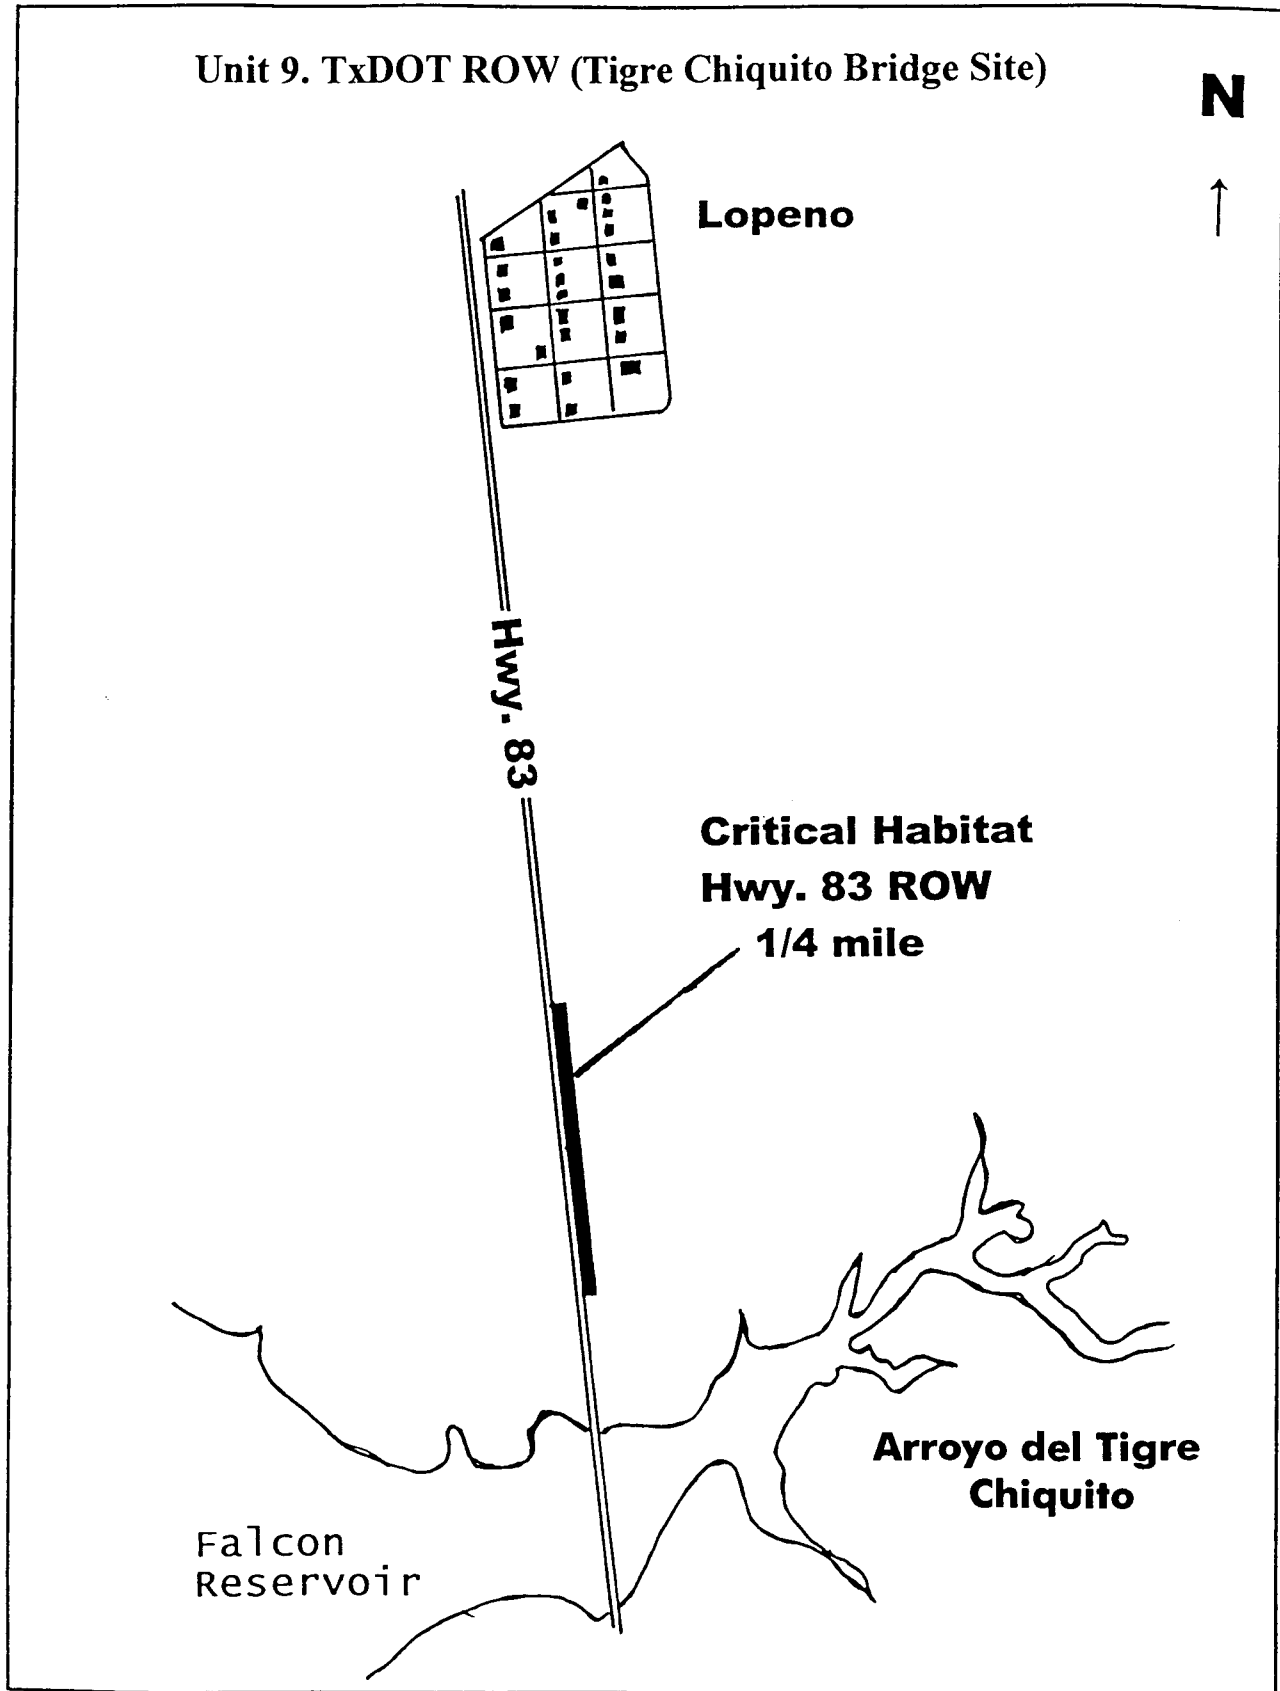 Unit 9. TxDOT ROW (Tigre Chiquito Bridge Site)
N
Lopeno
Hwy. 83
Critical Habitat
Hwy. 83 ROW
1/4 mile
Arroyo del Tigre
Chiquito
Falcon
Reservoir